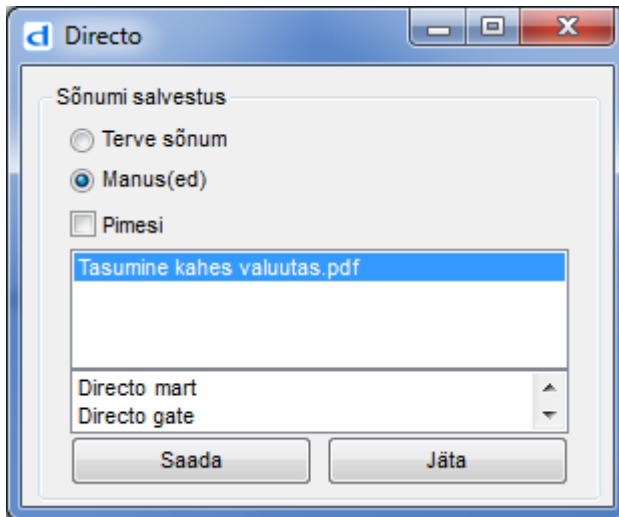 Directo
Sõnumi salvestus
Terve sõnum
Manus(ed)
Pimesi
Tasumine kahes valuutas.pdf
Directo mart
Directo gate
Saada
Jäta